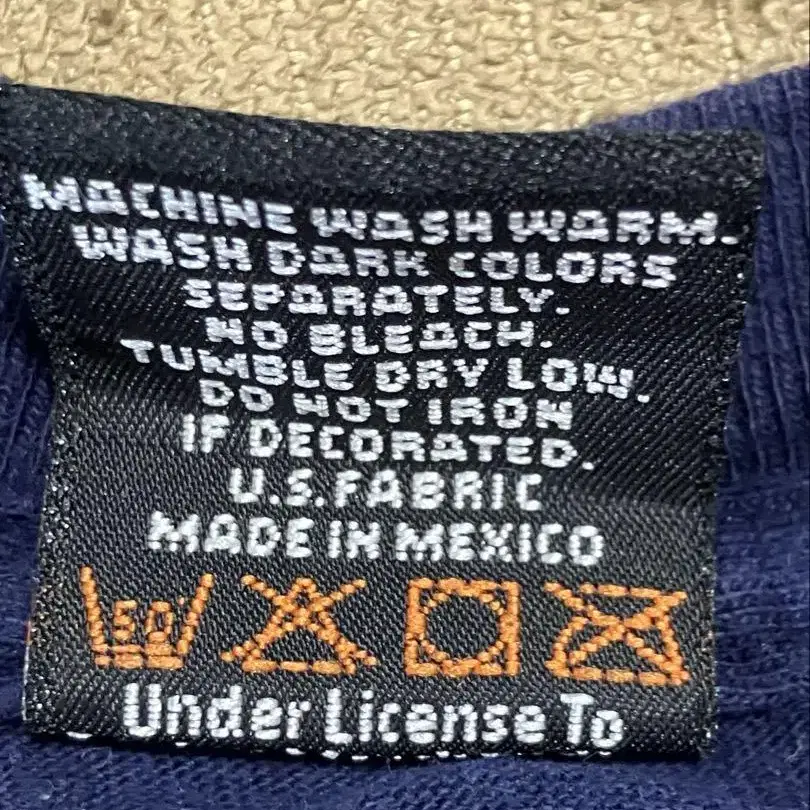 MACHINE WASH WARM.
WASH DARK COLORS
SEPARATELY.
NO BLEACH.
TUMBLE DRY LOW.
DO NOT IRON
IF DECORATED.
U.S. FABRIC
MADE IN MEXICO
50°
Under License To